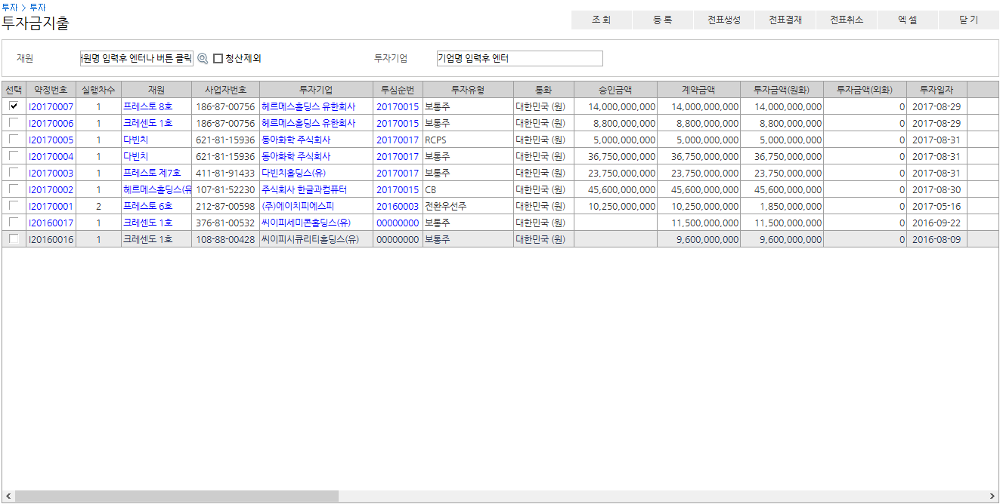 투자 > 투자
투자금지출
조 회 등 록 전표생성 전표결재 전표취소 엑 셀 닫 기
재원 원명 입력후 엔터나 버튼 클릭 청산제외 투자기업 기업명 입력후 엔터
선택 약정번호 실행차수 재원 사업자번호 투자기업 투심순번 투자유형 통화 승인금액 계약금액 투자금액(원화) 투자금액(외화) 투자일자
I20170007 1 프레스토 8호 186-87-00756 헤르메스홀딩스 유한회사 20170015 보통주 대한민국 (원) 14,000,000,000 14,000,000,000 14,000,000,000 0 2017-08-29
I20170006 1 크레센도 1호 186-87-00756 헤르메스홀딩스 유한회사 20170015 보통주 대한민국 (원) 8,800,000,000 8,800,000,000 8,800,000,000 0 2017-08-29
I20170005 1 다빈치 621-81-15936 동아화학 주식회사 20170017 RCPS 대한민국 (원) 5,000,000,000 5,000,000,000 5,000,000,000 0 2017-08-31
I20170004 1 다빈치 621-81-15936 동아화학 주식회사 20170017 보통주 대한민국 (원) 36,750,000,000 36,750,000,000 36,750,000,000 0 2017-08-31
I20170003 1 프레스토 제7호 411-81-91433 다빈치홀딩스(유) 20170017 보통주 대한민국 (원) 23,750,000,000 23,750,000,000 23,750,000,000 0 2017-08-31
I20170002 1 헤르메스홀딩스(유 107-81-52230 주식회사 한글과컴퓨터 20170015 CB 대한민국 (원) 45,600,000,000 45,600,000,000 45,600,000,000 0 2017-08-30
I20170001 2 프레스토 6호 212-87-00598 (주)에이치피에스피 20160003 전환우선주 대한민국 (원) 10,250,000,000 10,250,000,000 1,850,000,000 0 2017-05-16
I20160017 1 크레센도 1호 376-81-00532 씨이피세미콘홀딩스(유) 00000000 보통주 대한민국 (원) 11,500,000,000 11,500,000,000 0 2016-09-22
I20160016 1 크레센도 1호 108-88-00428 씨이피시큐리티홀딩스(유) 00000000 보통주 대한민국 (원) 9,600,000,000 9,600,000,000 0 2016-08-09